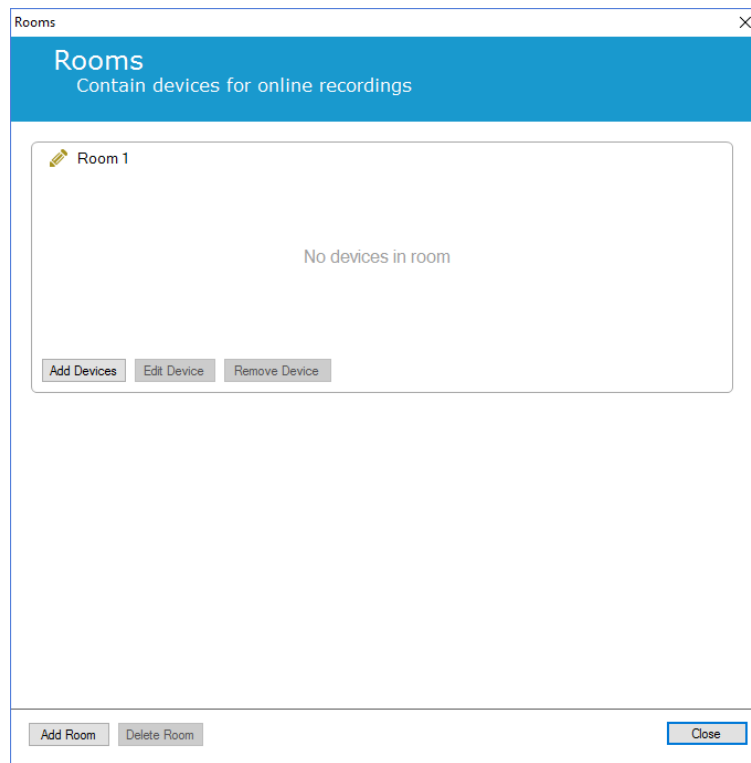 Rooms
Rooms
Contain devices for online recordings
Room 1
No devices in room
Add Devices Edit Device Remove Device
Add Room Delete Room Close